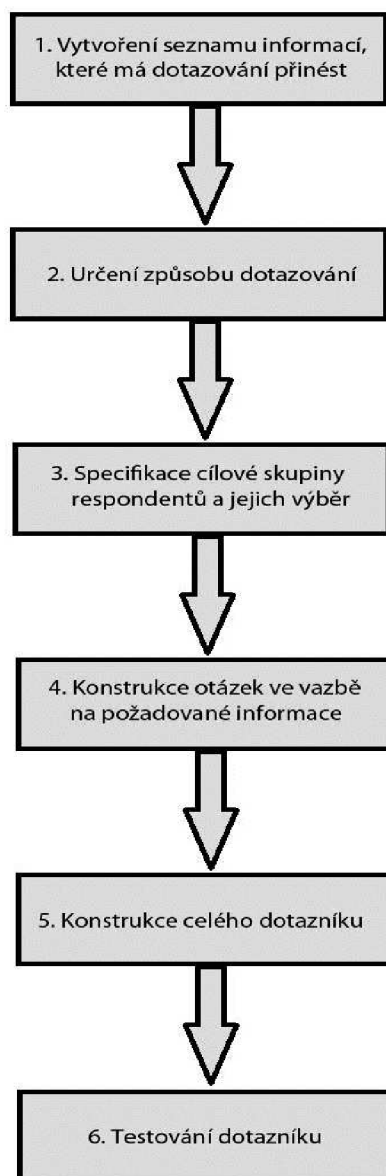 1. Vytvoření seznamu informací,
které má dotazování přinést
2. Určení způsobu dotazování
3. Specifikace cílové skupiny
respondentů a jejich výběr
4. Konstrukce otázek ve vazbě
na požadované informace
5. Konstrukce celého dotazníku
6. Testování dotazníku